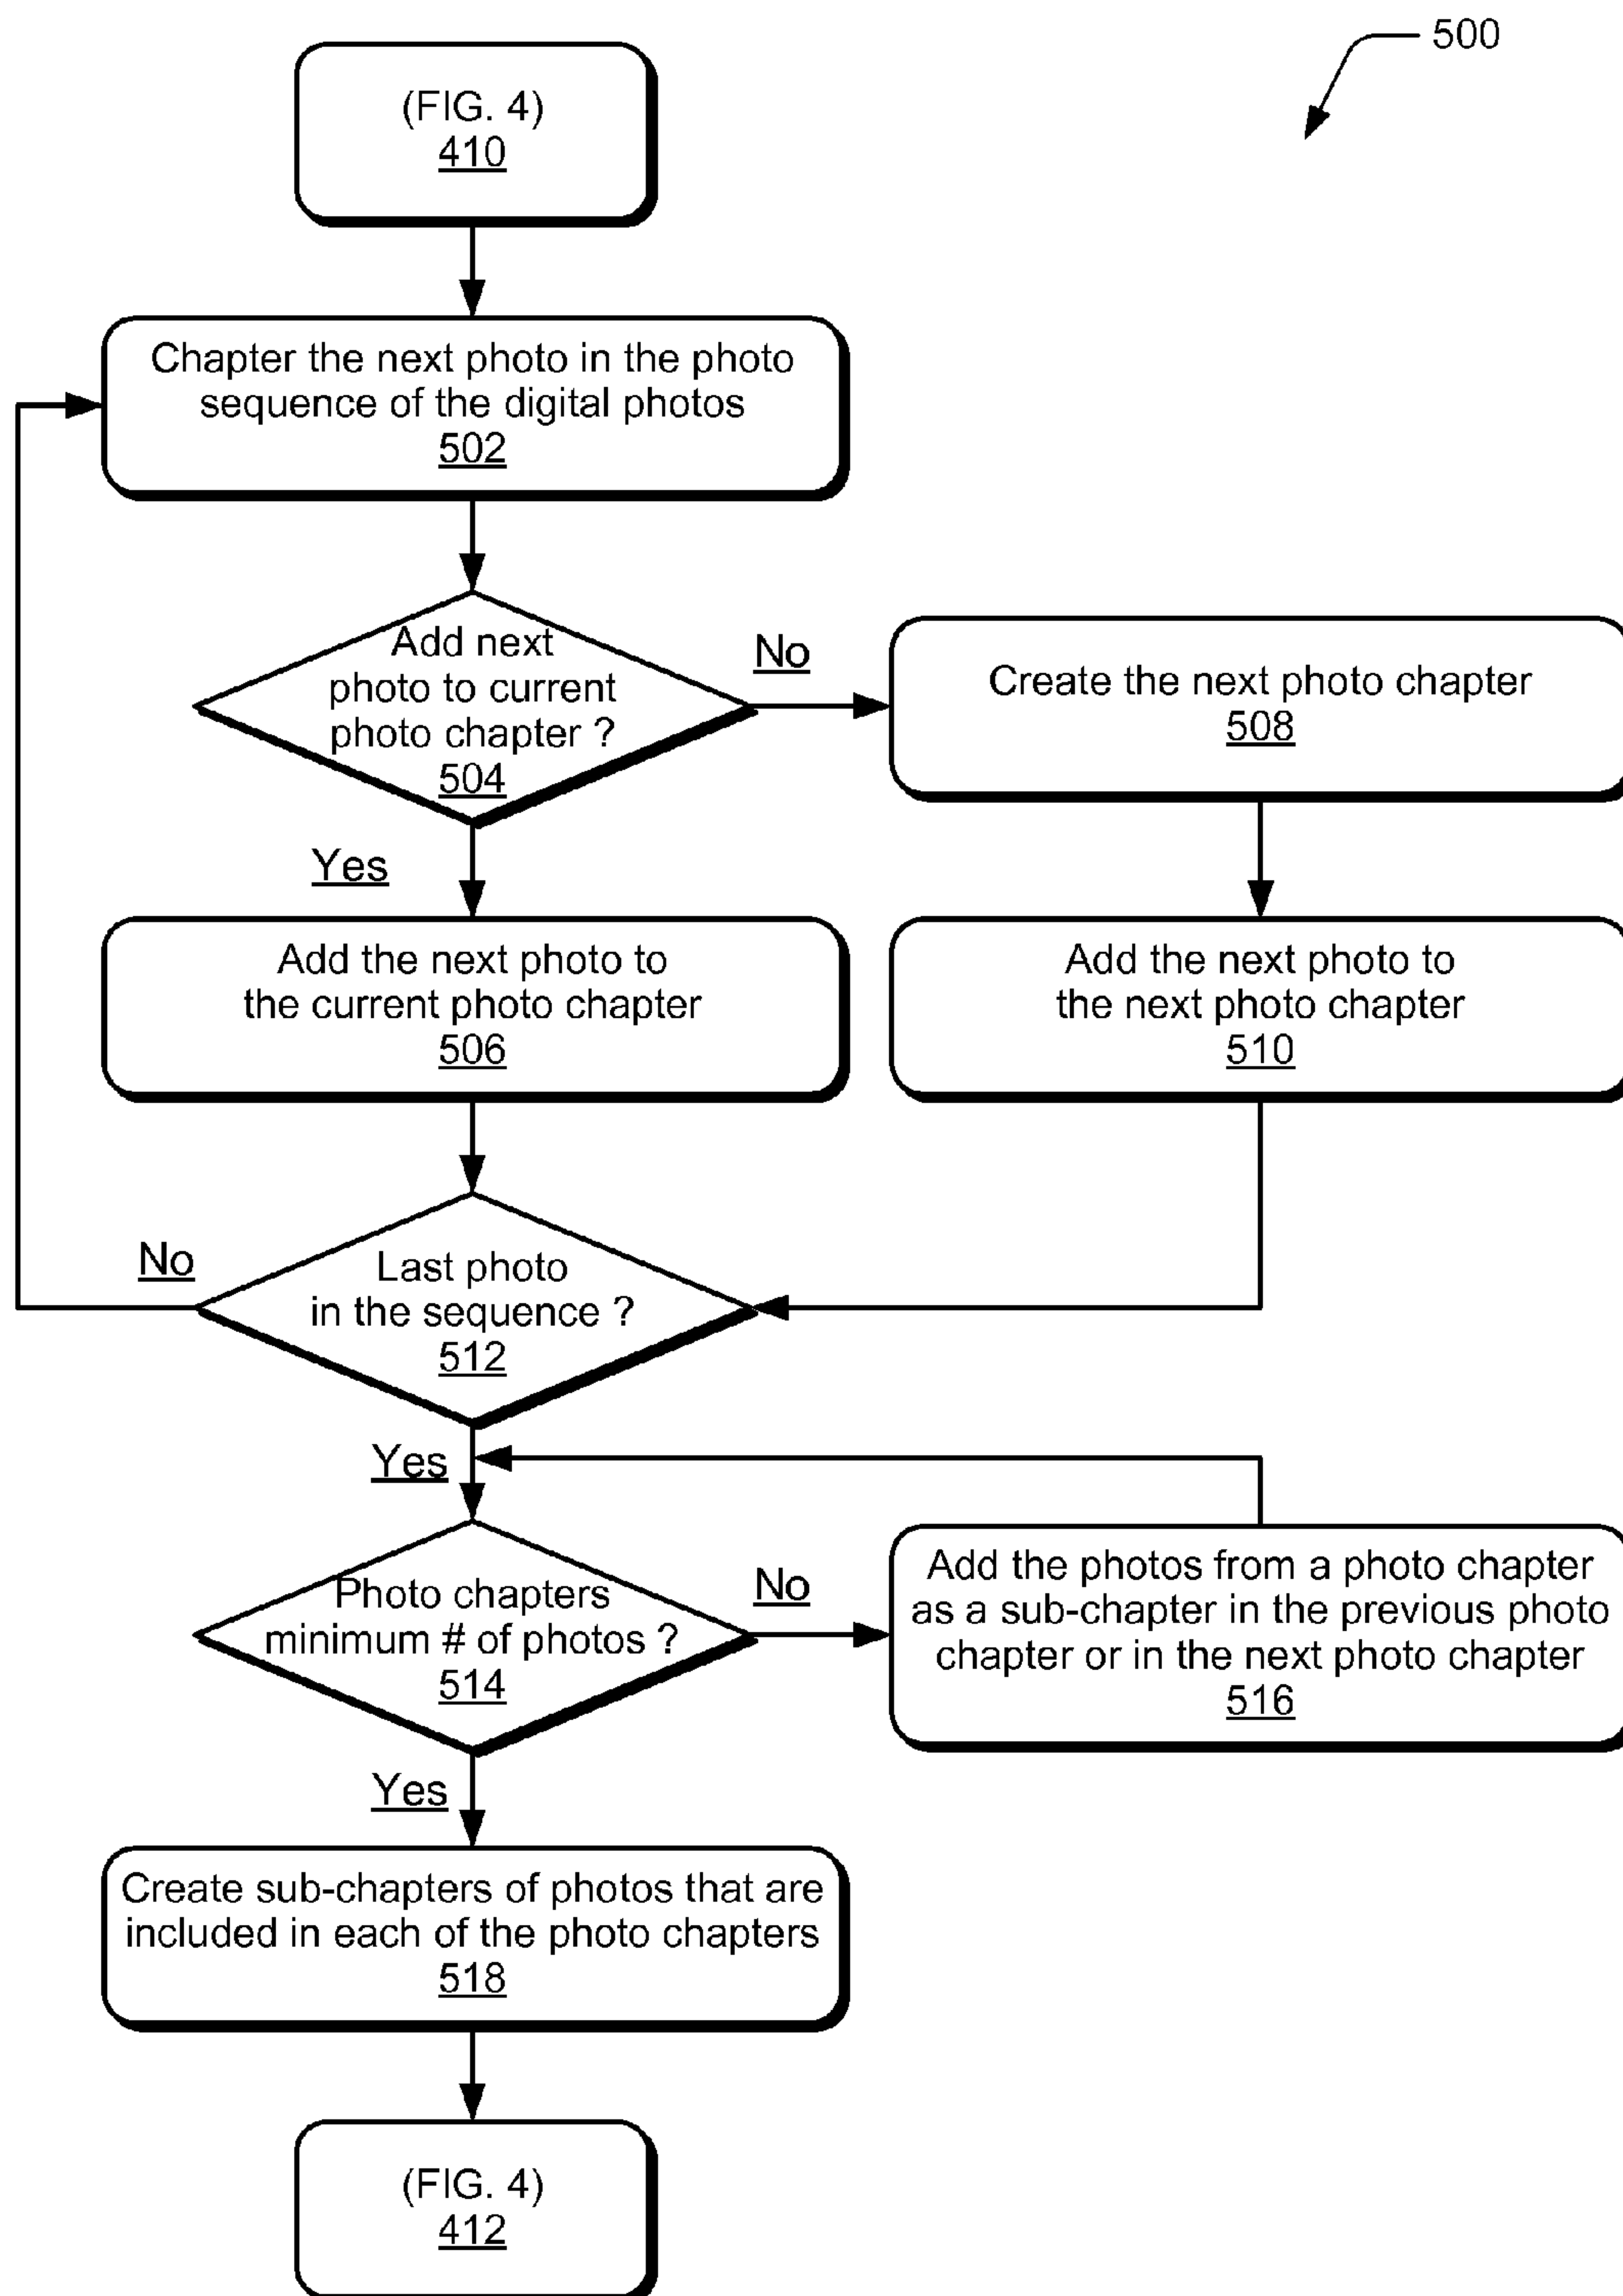 500
(FIG. 4)
410
Chapter the next photo in the photo
sequence of the digital photos
502
Add next
photo to current
photo chapter ?
504
No
Create the next photo chapter
508
Yes
Add the next photo to
the current photo chapter
506
Add the next photo to
the next photo chapter
510
No
Last photo
in the sequence ?
512
Yes
Photo chapters
minimum # of photos ?
514
No
Add the photos from a photo chapter
as a sub-chapter in the previous photo
chapter or in the next photo chapter
516
Yes
Create sub-chapters of photos that are
included in each of the photo chapters
518
(FIG. 4)
412